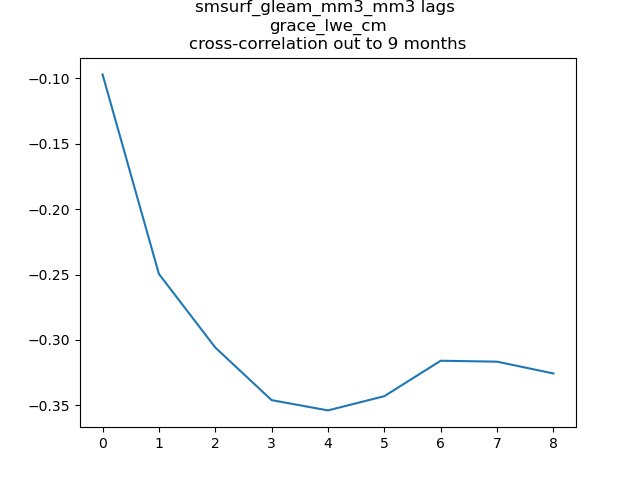 smsurf_gleam_mm3_mm3 lags
grace_lwe_cm
cross-correlation out to 9 months
−0.10
−0.15
−0.20
−0.25
−0.30
−0.35
0 1 2 3 4 5 6 7 8